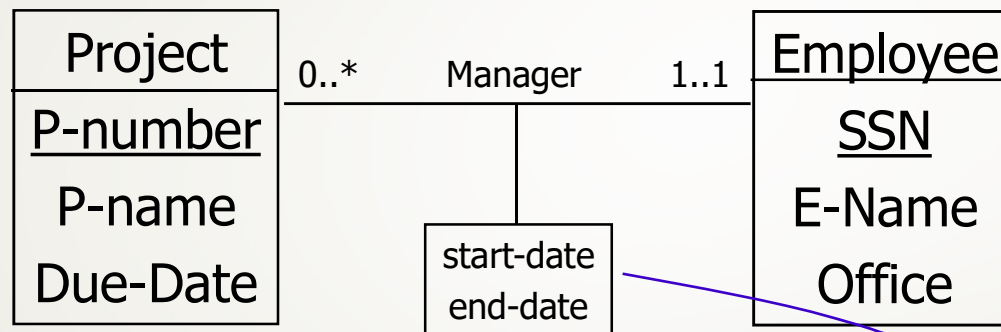 Project
P-number
P-name
Due-Date
0..* Manager 1..1
start-date
end-date
Employee
SSN
E-Name
Office